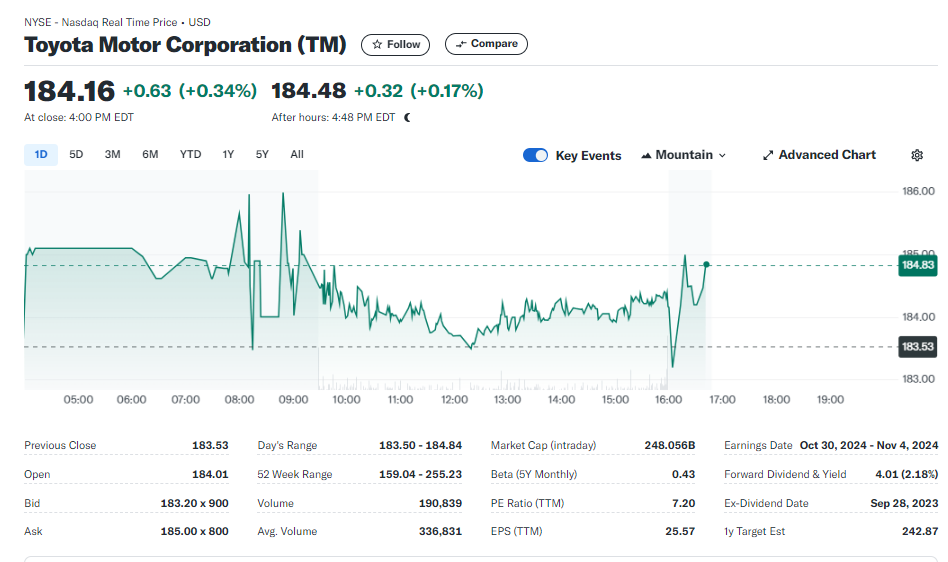 NYSE - Nasdaq Real Time Price • USD
Toyota Motor Corporation (TM) Follow Compare
184.16 +0.63 (+0.34%) 184.48 +0.32 (+0.17%)
At close: 4:00 PM EDT After hours: 4:48 PM EDT
1D 5D 3M 6M YTD 1Y 5Y All Key Events Mountain Advanced Chart
186.00
185.00
184.83
184.00
183.53
183.00
05:00 06:00 07:00 08:00 09:00 10:00 11:00 12:00 13:00 14:00 15:00 16:00 17:00 18:00 19:00
Previous Close 183.53 Day's Range 183.50 - 184.84 Market Cap (intraday) 248.056B Earnings Date Oct 30, 2024 - Nov 4, 2024
Open 184.01 52 Week Range 159.04 - 255.23 Beta (5Y Monthly) 0.43 Forward Dividend & Yield 4.01 (2.18%)
Bid 183.20 x 900 Volume 190,839 PE Ratio (TTM) 7.20 Ex-Dividend Date Sep 28, 2023
Ask 185.00 x 800 Avg. Volume 336,831 EPS (TTM) 25.57 1y Target Est 242.87